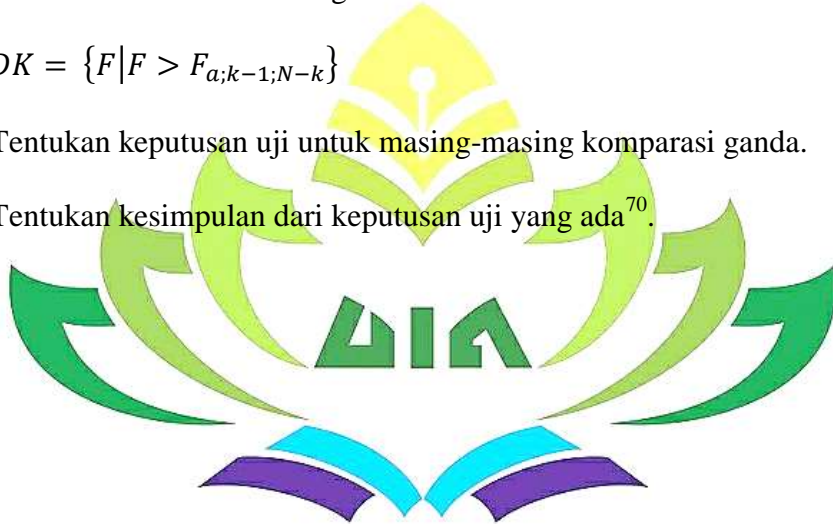 DK = {F|F > F_{a;k−1;N−k}}
Tentukan keputusan uji untuk masing-masing komparasi ganda.
Tentukan kesimpulan dari keputusan uji yang ada⁷⁰.